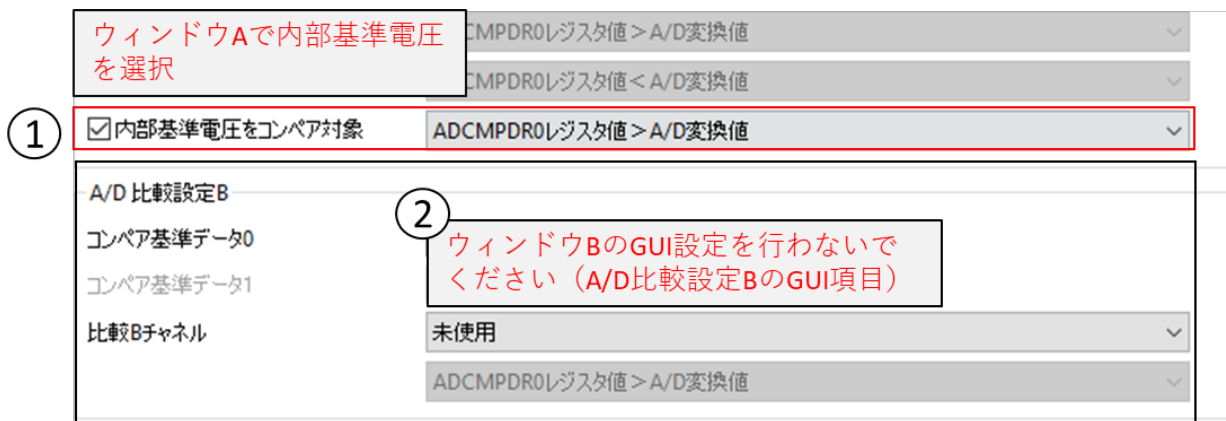 ウィンドウAで内部基準電圧
を選択
CMPDR0レジスタ値＞A/D変換値
CMPDR0レジスタ値＜A/D変換値
①
内部基準電圧をコンペア対象
ADCMPDR0レジスタ値＞A/D変換値
A/D 比較設定B
②
コンペア基準データ0
ウィンドウBのGUI設定を行わないで
ください（A/D比較設定BのGUI項目）
コンペア基準データ1
比較Bチャネル
未使用
ADCMPDR0レジスタ値＞A/D変換値